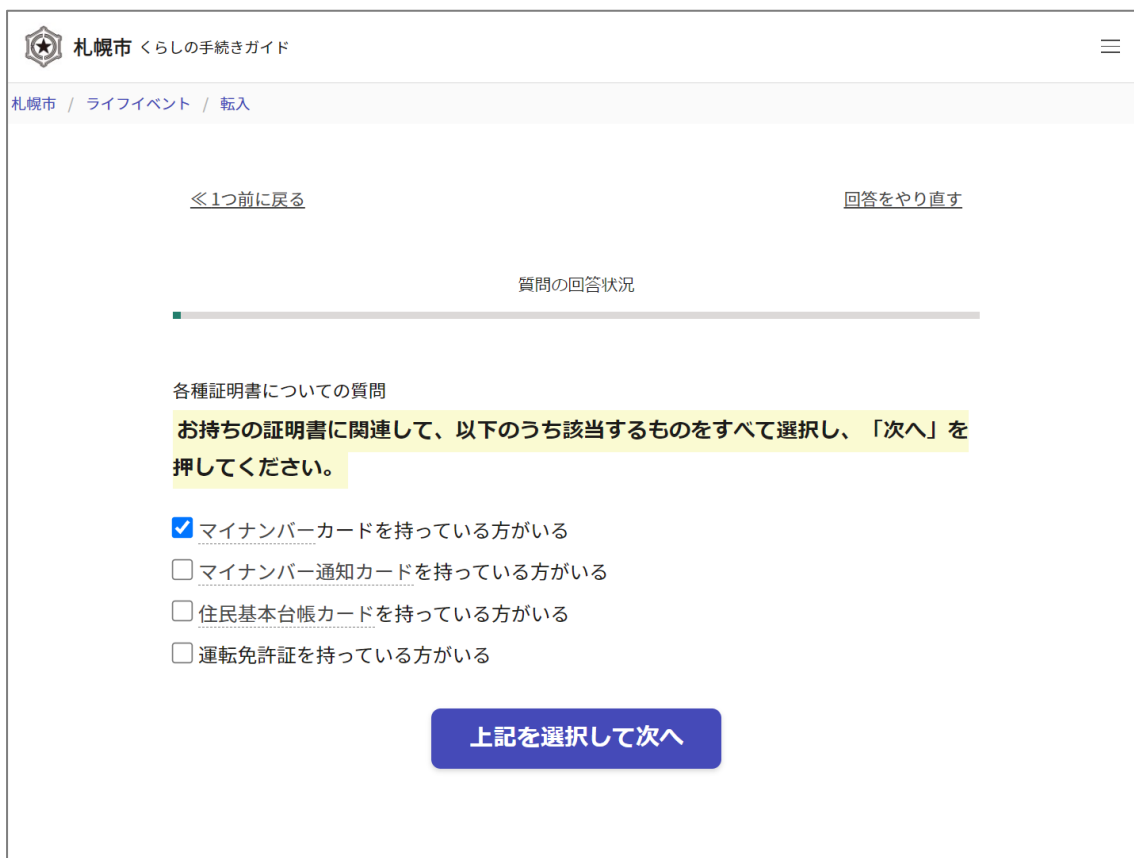 札幌市 くらしの手続きガイド
札幌市 / ライフイベント / 転入
≪ 1つ前に戻る
回答をやり直す
質問の回答状況
各種証明書についての質問
お持ちの証明書に関連して、以下のうち該当するものをすべて選択し、「次へ」を
押してください。
マイナンバーカードを持っている方がいる
マイナンバー通知カードを持っている方がいる
住民基本台帳カードを持っている方がいる
運転免許証を持っている方がいる
上記を選択して次へ